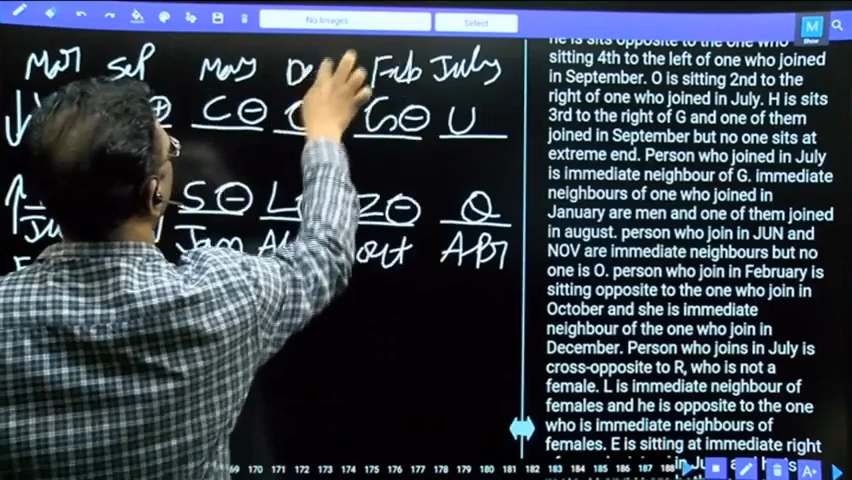 No Images Select
M
Show
Mar Sep May De Feb July
C⊖ G⊖ U
S⊖ L Z⊖ Q
Ju Jan A Oct Apr
he is sits opposite to the one who
sitting 4th to the left of one who joined
in September. O is sitting 2nd to the
right of one who joined in July. H is sits
3rd to the right of G and one of them
joined in September but no one sits at
extreme end. Person who joined in July
is immediate neighbour of G. immediate
neighbours of one who joined in
January are men and one of them joined
in august. person who join in JUN and
NOV are immediate neighbours but no
one is O. person who join in February is
sitting opposite to the one who join in
October and she is immediate
neighbour of the one who join in
December. Person who joins in July is
cross-opposite to R, who is not a
female. L is immediate neighbour of
females and he is opposite to the one
who is immediate neighbours of
females. E is sitting at immediate right
69 170 171 172 173 174 175 176 177 178 179 180 181 182 183 184 185 186 187 188